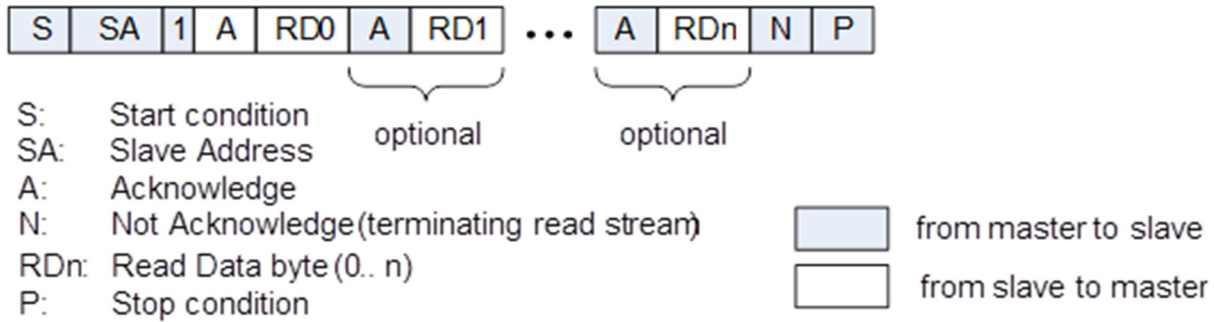 S SA 1 A RD0 A RD1 ... A RDn N P
optional optional
S: Start condition
SA: Slave Address
A: Acknowledge
N: Not Acknowledge (terminating read stream)
RDn: Read Data byte (0.. n)
P: Stop condition
from master to slave
from slave to master